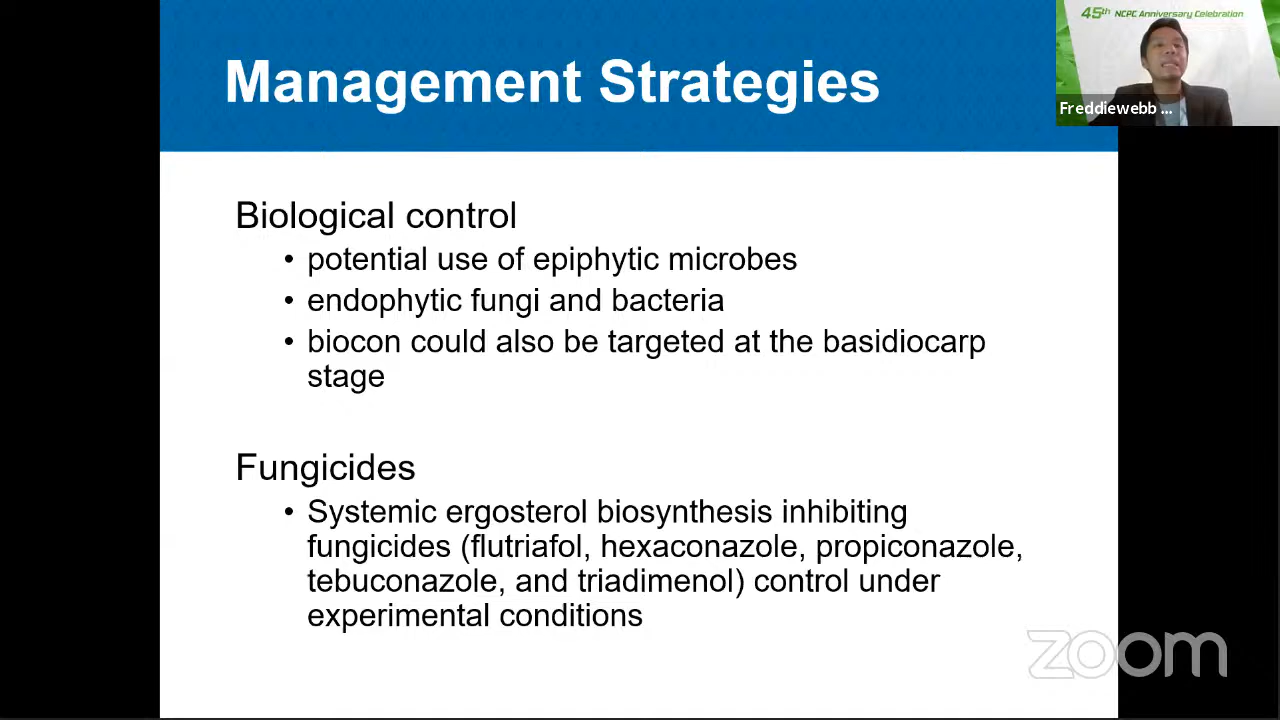 45th NCPC Anniversary Celebration
Freddiewebb ...
Management Strategies
Biological control
• potential use of epiphytic microbes
• endophytic fungi and bacteria
• biocon could also be targeted at the basidiocarp
stage
Fungicides
• Systemic ergosterol biosynthesis inhibiting
fungicides (flutriafol, hexaconazole, propiconazole,
tebuconazole, and triadimenol) control under
experimental conditions
zoom